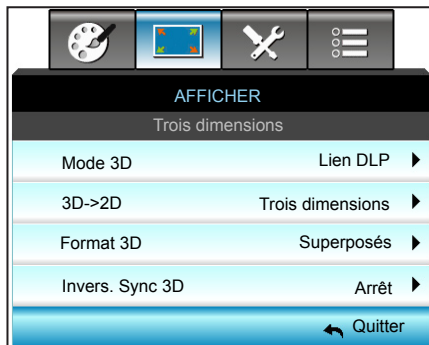 AFFICHER
Trois dimensions
Mode 3D Lien DLP
3D->2D Trois dimensions
Format 3D Superposés
Invers. Sync 3D Arrêt
Quitter